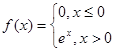 f(x) = { 0, x ≤ 0
e^x, x > 0